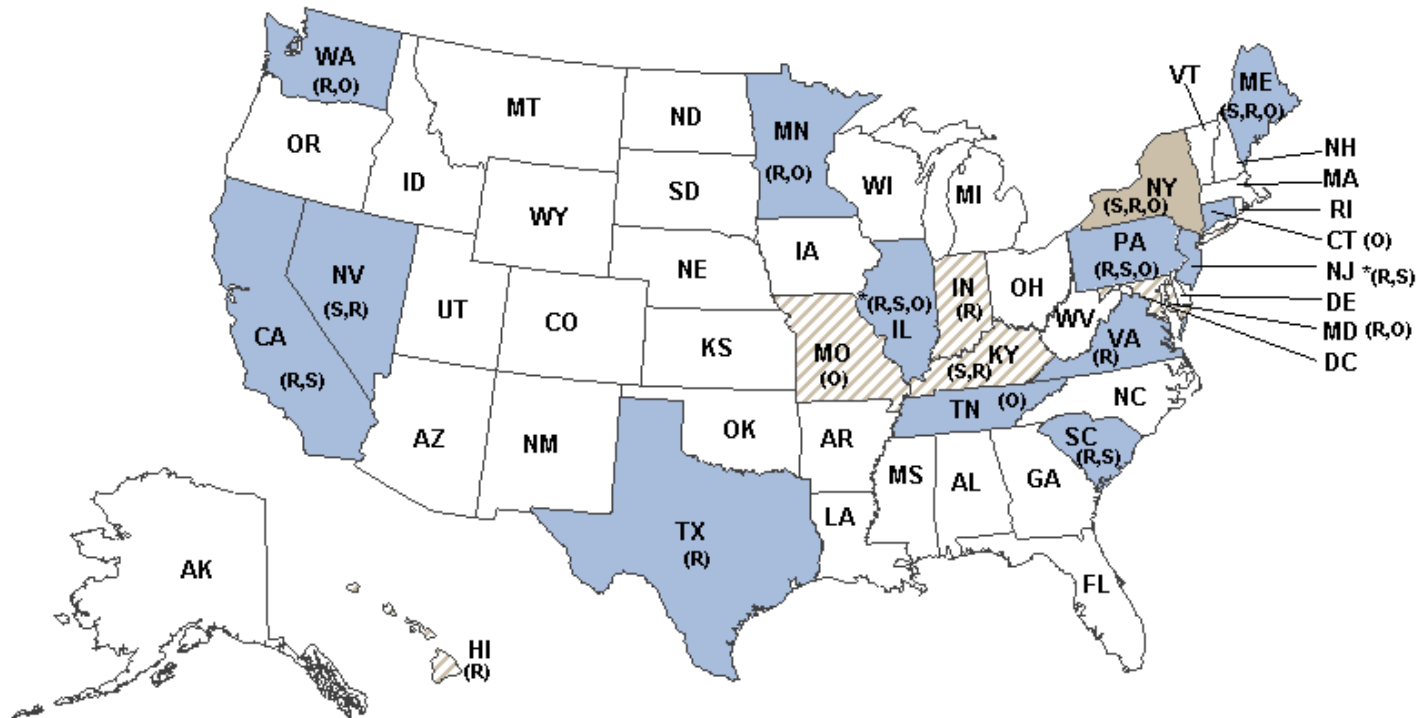 WA
(R,O)
OR
CA
(R,S)
NV
(S,R)
ID
MT
WY
UT
AZ
CO
NM
ND
SD
NE
KS
OK
TX
(R)
MN
(R,O)
IA
MO
(O)
AR
LA
WI
*(R,S,O)
IL
MI
IN
(R)
OH
KY
(S,R)
TN (O)
MS
AL
GA
FL
SC
(R,S)
NC
VA
(R)
WV
PA
(R,S,O)
NY
(S,R,O)
VT
ME
(S,R,O)
NH
MA
RI
CT (O)
NJ *(R,S)
DE
MD (R,O)
DC
AK
HI
(R)